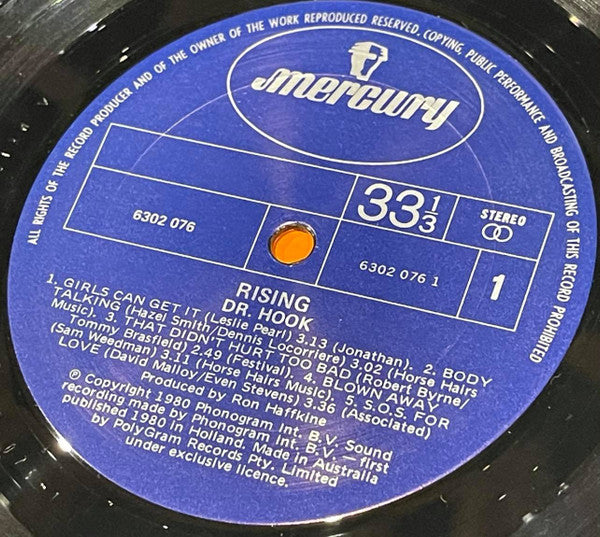 ALL RIGHTS OF THE RECORD PRODUCER AND OF THE OWNER OF THE WORK REPRODUCED RESERVED. COPYING, PUBLIC PERFORMANCE AND BROADCASTING OF THIS RECORD PROHIBITED
mercury
33 1/3
STEREO
6302 076
6302 076 1
1
RISING
DR. HOOK
1. GIRLS CAN GET IT (Leslie Pearl) 3.13 (Jonathan). 2. BODY
TALKING (Hazel Smith/Dennis Locorriere) 3.02 (Horse Hairs
Music). 3. THAT DIDN'T HURT TOO BAD (Robert Byrne/
Tommy Brasfield) 2.49 (Festival). 4. BLOWN AWAY
(Sam Weedman) 3.11 (Horse Hairs Music). 5. S.O.S. FOR
LOVE (David Malloy/Even Stevens) 3.36 (Associated)
Produced by Ron Haffkine
℗ Copyright 1980 Phonogram Int. B.V. Sound
recording made by Phonogram Int. B.V. — first
published 1980 in Holland. Made in Australia
by PolyGram Records Pty. Limited
under exclusive licence.